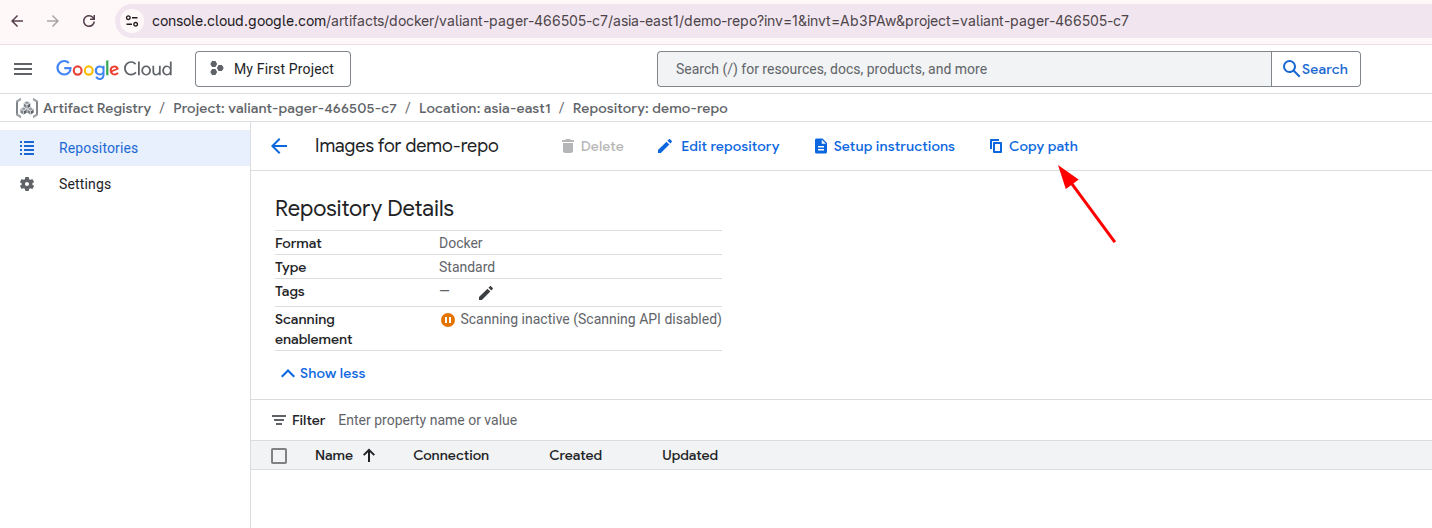 console.cloud.google.com/artifacts/docker/valiant-pager-466505-c7/asia-east1/demo-repo?inv=1&invt=Ab3PAw&project=valiant-pager-466505-c7
Google Cloud My First Project Search (/) for resources, docs, products, and more Search
Artifact Registry / Project: valiant-pager-466505-c7 / Location: asia-east1 / Repository: demo-repo
Repositories
Settings
Images for demo-repo Delete Edit repository Setup instructions Copy path
Repository Details
Format Docker
Type Standard
Tags —
Scanning enablement Scanning inactive (Scanning API disabled)
Show less
Filter Enter property name or value
Name Connection Created Updated